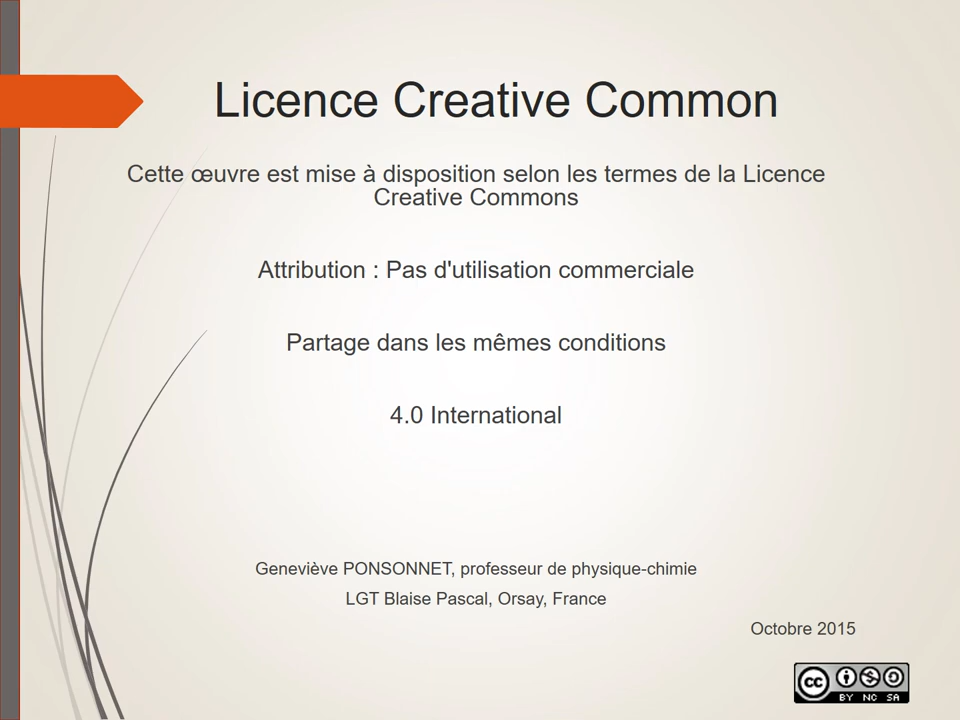 Licence Creative Common
Cette œuvre est mise à disposition selon les termes de la Licence
Creative Commons
Attribution : Pas d'utilisation commerciale
Partage dans les mêmes conditions
4.0 International
Geneviève PONSONNET, professeur de physique-chimie
LGT Blaise Pascal, Orsay, France
Octobre 2015
cc
BY NC SA